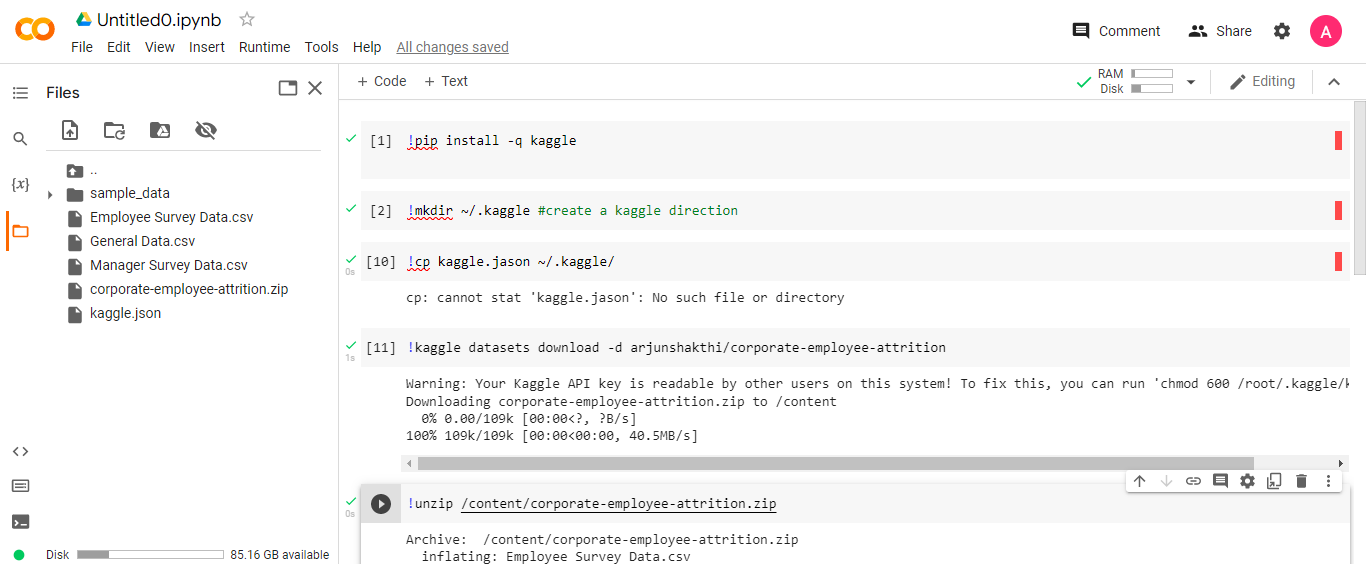 Untitled0.ipynb
File Edit View Insert Runtime Tools Help All changes saved
Comment Share A
Files
+ Code + Text
RAM
Disk
Editing
..
sample_data
Employee Survey Data.csv
General Data.csv
Manager Survey Data.csv
corporate-employee-attrition.zip
kaggle.json
{x}
<>
Disk 85.16 GB available
[1] !pip install -q kaggle
[2] !mkdir ~/.kaggle #create a kaggle direction
[10] !cp kaggle.jason ~/.kaggle/
0s
cp: cannot stat 'kaggle.jason': No such file or directory
[11] !kaggle datasets download -d arjunshakthi/corporate-employee-attrition
1s
Warning: Your Kaggle API key is readable by other users on this system! To fix this, you can run 'chmod 600 /root/.kaggle/k
Downloading corporate-employee-attrition.zip to /content
0% 0.00/109k [00:00<?, ?B/s]
100% 109k/109k [00:00<00:00, 40.5MB/s]
!unzip /content/corporate-employee-attrition.zip
0s
Archive: /content/corporate-employee-attrition.zip
inflating: Employee Survey Data.csv